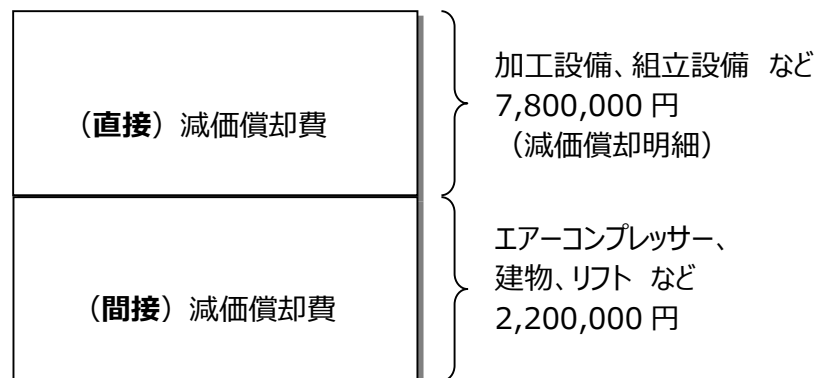 (直接)減価償却費
加工設備、組立設備 など
7,800,000 円
(減価償却明細)
(間接)減価償却費
エアーコンプレッサー、
建物、リフト など
2,200,000 円